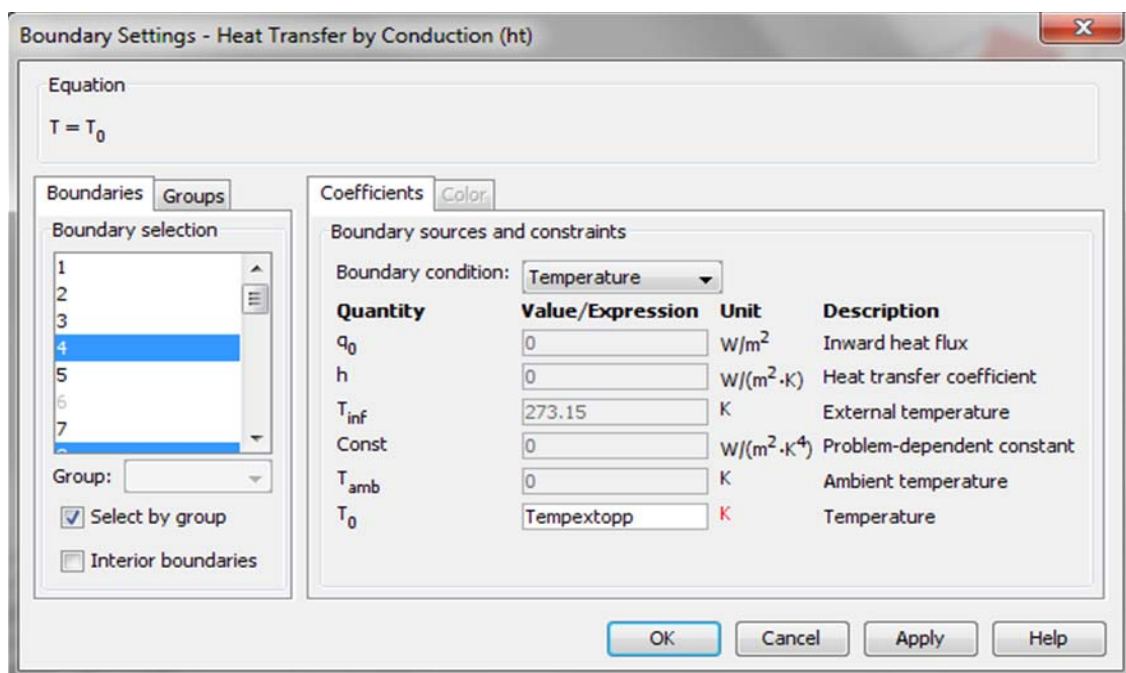 Boundary Settings - Heat Transfer by Conduction (ht)
Equation
T = T₀
Boundaries Groups
Boundary selection
1
2
3
4
5
6
7
Group:
Select by group
Interior boundaries
Coefficients Color
Boundary sources and constraints
Boundary condition: Temperature
Quantity Value/Expression Unit Description
q₀ 0 W/m² Inward heat flux
h 0 W/(m²·K) Heat transfer coefficient
T_inf 273.15 K External temperature
Const 0 W/(m²·K⁴) Problem-dependent constant
T_amb 0 K Ambient temperature
T₀ Tempextopp K Temperature
OK Cancel Apply Help